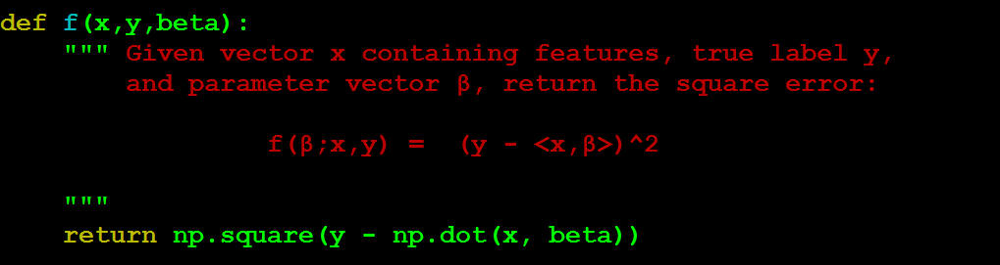 def f(x,y,beta):
""" Given vector x containing features, true label y,
and parameter vector β, return the square error:
f(β;x,y) = (y - <x,β>)^2
"""
return np.square(y - np.dot(x, beta))